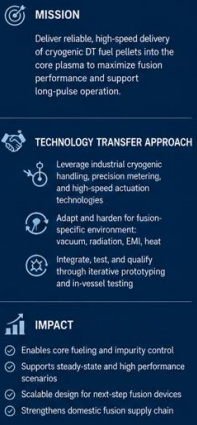 MISSION
Deliver reliable, high-speed delivery
of cryogenic DT fuel pellets into the
core plasma to maximize fusion
performance and support
long-pulse operation.
TECHNOLOGY TRANSFER APPROACH
Leverage industrial cryogenic
handling, precision metering,
and high-speed actuation
technologies
Adapt and harden for fusion-
specific environment:
vacuum, radiation, EMI, heat
Integrate, test, and qualify
through iterative prototyping
and in-vessel testing
IMPACT
Enables core fueling and impurity control
Supports steady-state and high performance
scenarios
Scalable design for next-step fusion devices
Strengthens domestic fusion supply chain